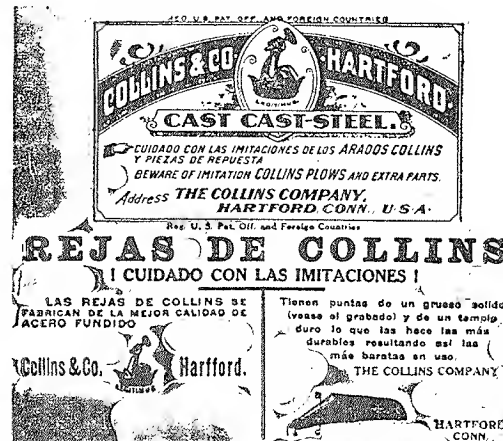 REG. U.S. PAT. OFF. AND FOREIGN COUNTRIES
COLLINS & CO HARTFORD.
LEGITIMUS
CAST CAST-STEEL.
CUIDADO CON LAS IMITACIONES DE LOS ARADOS COLLINS
Y PIEZAS DE REPUESTA
BEWARE OF IMITATION COLLINS PLOWS AND EXTRA PARTS.
Address THE COLLINS COMPANY,
HARTFORD, CONN., U·S·A·
Reg. U. S. Pat. Off. and Foreign Countries
REJAS DE COLLINS
! CUIDADO CON LAS IMITACIONES !
LAS REJAS DE COLLINS SE
FABRICAN DE LA MEJOR CALIDAD DE
ACERO FUNDIDO
Collins & Co. Hartford.
LEGITIMUS
Tienen puntas de un grueso solido
(vease el grabado) y de un temple
duro lo que las hace las más
durables resultando asi las
más baratas en uso.
THE COLLINS COMPANY
HARTFORD
CONN.